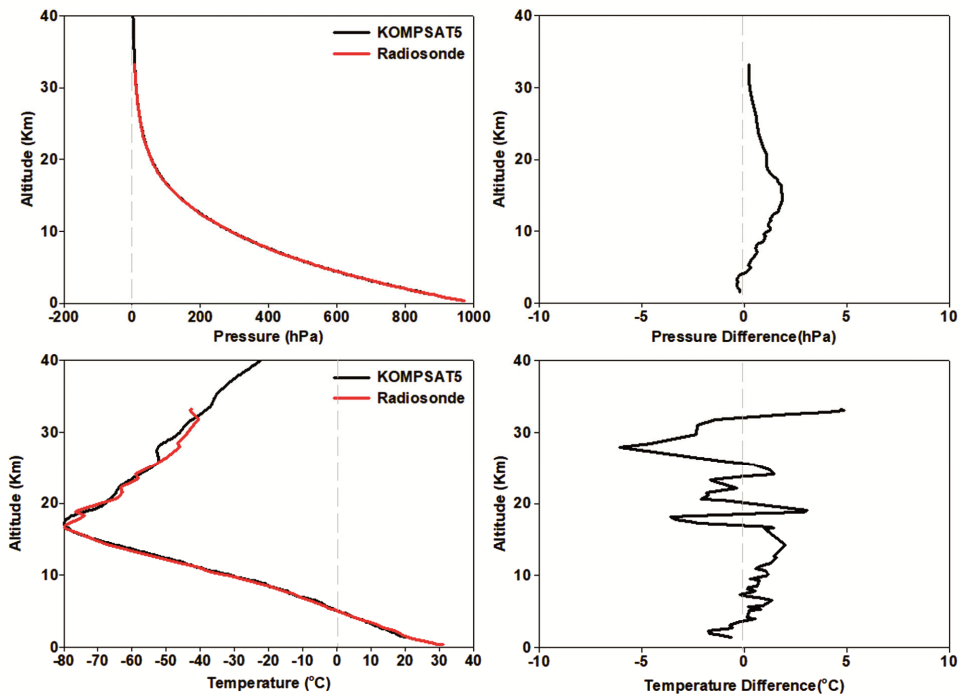 40
KOMPSAT5
Radiosonde
30
20
10
0
Altitude (Km)
-200 0 200 400 600 800 1000
Pressure (hPa)
40
30
20
10
0
Altitude (Km)
-10 -5 0 5 10
Pressure Difference(hPa)
40
KOMPSAT5
Radiosonde
30
20
10
0
Altitude (Km)
-80 -70 -60 -50 -40 -30 -20 -10 0 10 20 30 40
Temperature (°C)
40
30
20
10
0
Altitude (Km)
-10 -5 0 5 10
Temperature Difference(°C)